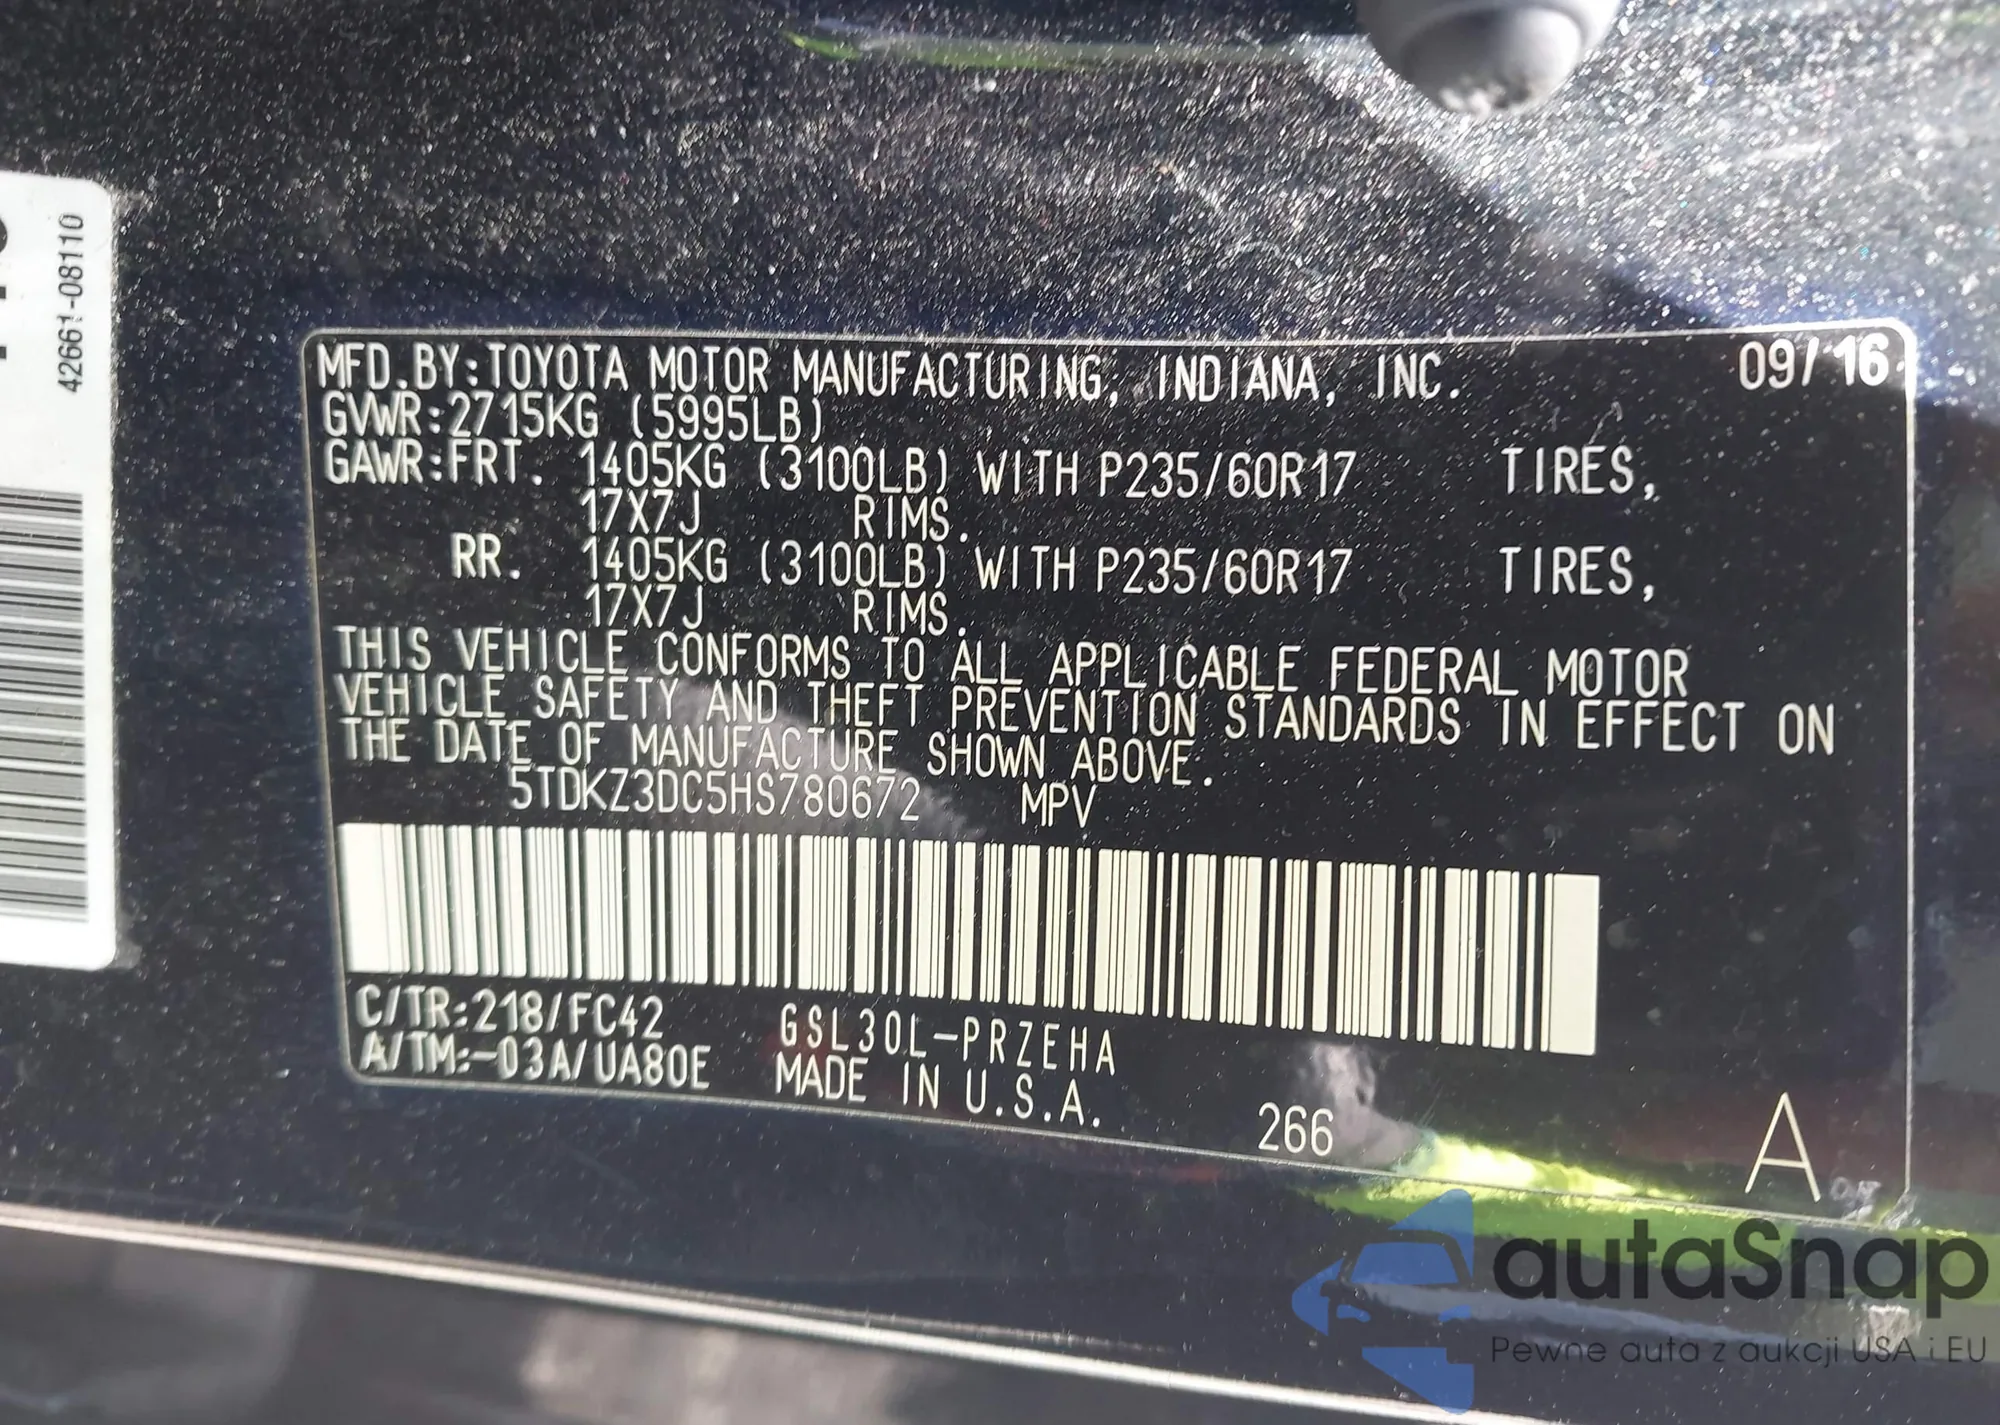 42661-08110
MFD.BY:TOYOTA MOTOR MANUFACTURING, INDIANA, INC. 09/16
GVWR:2715KG (5995LB)
GAWR:FRT. 1405KG (3100LB) WITH P235/60R17 TIRES,
17X7J RIMS.
RR. 1405KG (3100LB) WITH P235/60R17 TIRES,
17X7J RIMS.
THIS VEHICLE CONFORMS TO ALL APPLICABLE FEDERAL MOTOR
VEHICLE SAFETY AND THEFT PREVENTION STANDARDS IN EFFECT ON
THE DATE OF MANUFACTURE SHOWN ABOVE.
5TDKZ3DC5HS780672 MPV
C/TR:218/FC42 GSL30L-PRZEHA
A/TM:-03A/UA80E MADE IN U.S.A.
266 A
autaSnap
Pewne auta z aukcji USA i EU